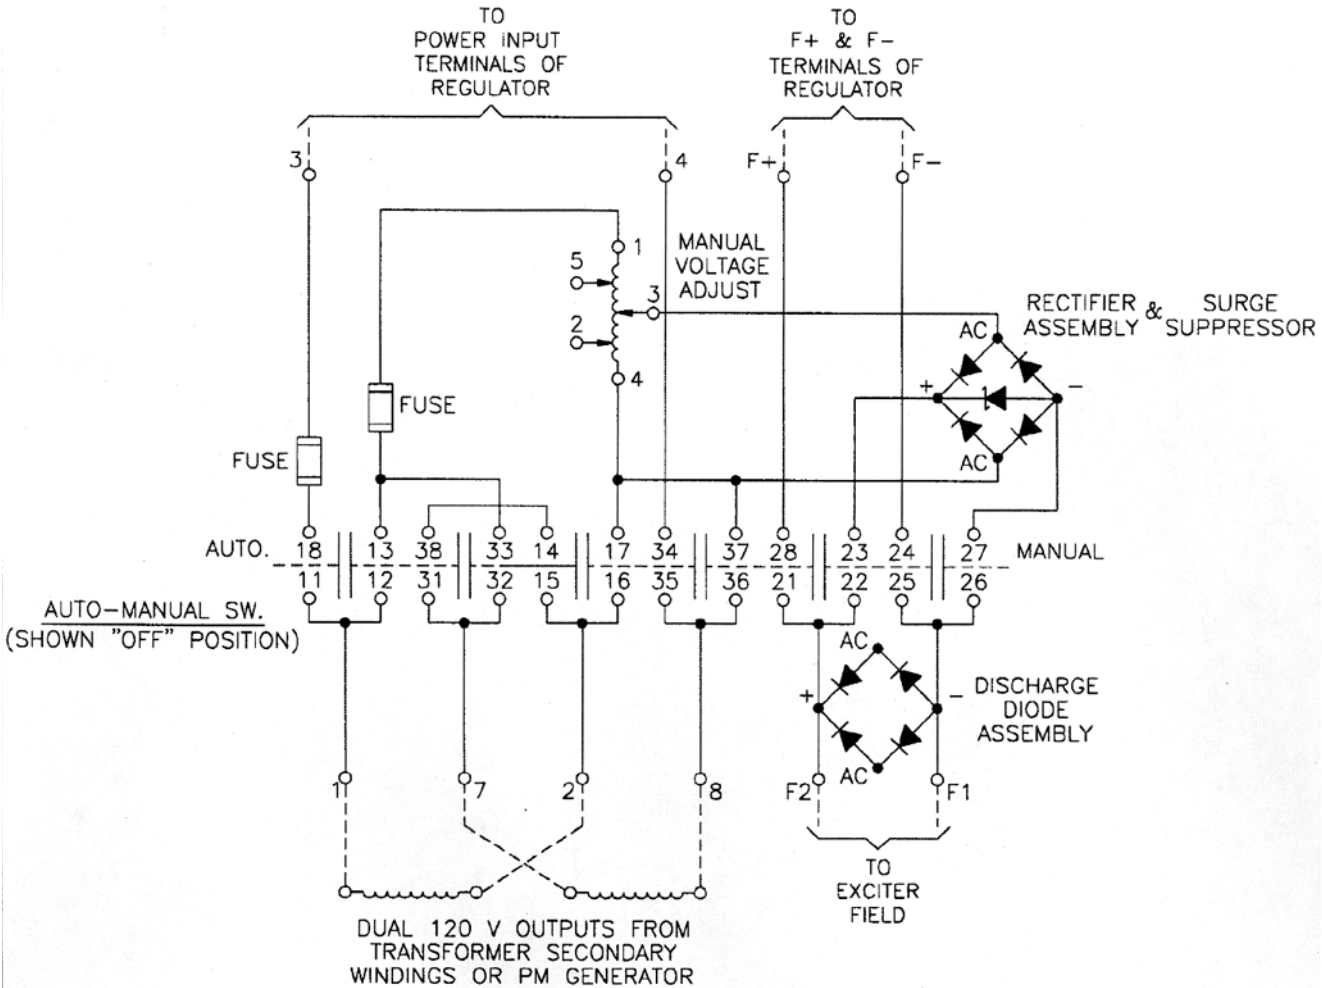 TO
POWER INPUT
TERMINALS OF
REGULATOR
TO
F+ & F-
TERMINALS OF
REGULATOR
3
4
F+
F-
1
MANUAL
VOLTAGE
ADJUST
5
3
2
4
RECTIFIER & SURGE
ASSEMBLY SUPPRESSOR
AC
+
-
AC
FUSE
FUSE
AUTO.
18 13 38 33 14 17 34 37 28 23 24 27
MANUAL
11 12 31 32 15 16 35 36 21 22 25 26
AUTO-MANUAL SW.
(SHOWN "OFF" POSITION)
AC
+
-
DISCHARGE
DIODE
ASSEMBLY
AC
1
7
2
8
F2
F1
TO
EXCITER
FIELD
DUAL 120 V OUTPUTS FROM
TRANSFORMER SECONDARY
WINDINGS OR PM GENERATOR